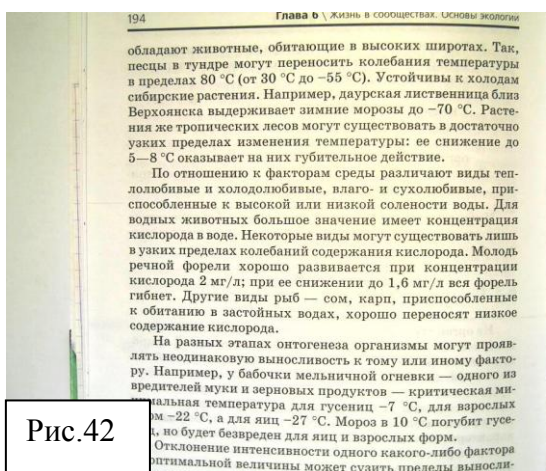 194
Глава 6 \ Жизнь в сообществах. Основы экологии
обладают животные, обитающие в высоких широтах. Так,
песцы в тундре могут переносить колебания температуры
в пределах 80 °С (от 30 °С до −55 °С). Устойчивы к холодам
сибирские растения. Например, даурская лиственница близ
Верхоянска выдерживает зимние морозы до −70 °С. Расте-
ния же тропических лесов могут существовать в достаточно
узких пределах изменения температуры: ее снижение до
5—8 °С оказывает на них губительное действие.
По отношению к факторам среды различают виды теп-
лолюбивые и холодолюбивые, влаго- и сухолюбивые, при-
способленные к высокой или низкой солености воды. Для
водных животных большое значение имеет концентрация
кислорода в воде. Некоторые виды могут существовать лишь
в узких пределах колебаний содержания кислорода. Молодь
речной форели хорошо развивается при концентрации
кислорода 2 мг/л; при ее снижении до 1,6 мг/л вся форель
гибнет. Другие виды рыб — сом, карп, приспособленные
к обитанию в застойных водах, хорошо переносят низкое
содержание кислорода.
На разных этапах онтогенеза организмы могут прояв-
лять неодинаковую выносливость к тому или иному факто-
ру. Например, у бабочки мельничной огневки — одного из
вредителей муки и зерновых продуктов — критическая ми-
нимальная температура для гусениц −7 °С, для взрослых
−22 °С, а для яиц −27 °С. Мороз в 10 °С погубит гусе-
но будет безвреден для яиц и взрослых форм.
Отклонение интенсивности одного какого-либо фактора
оптимальной величины может сузить пределы выносли-
Рис.42